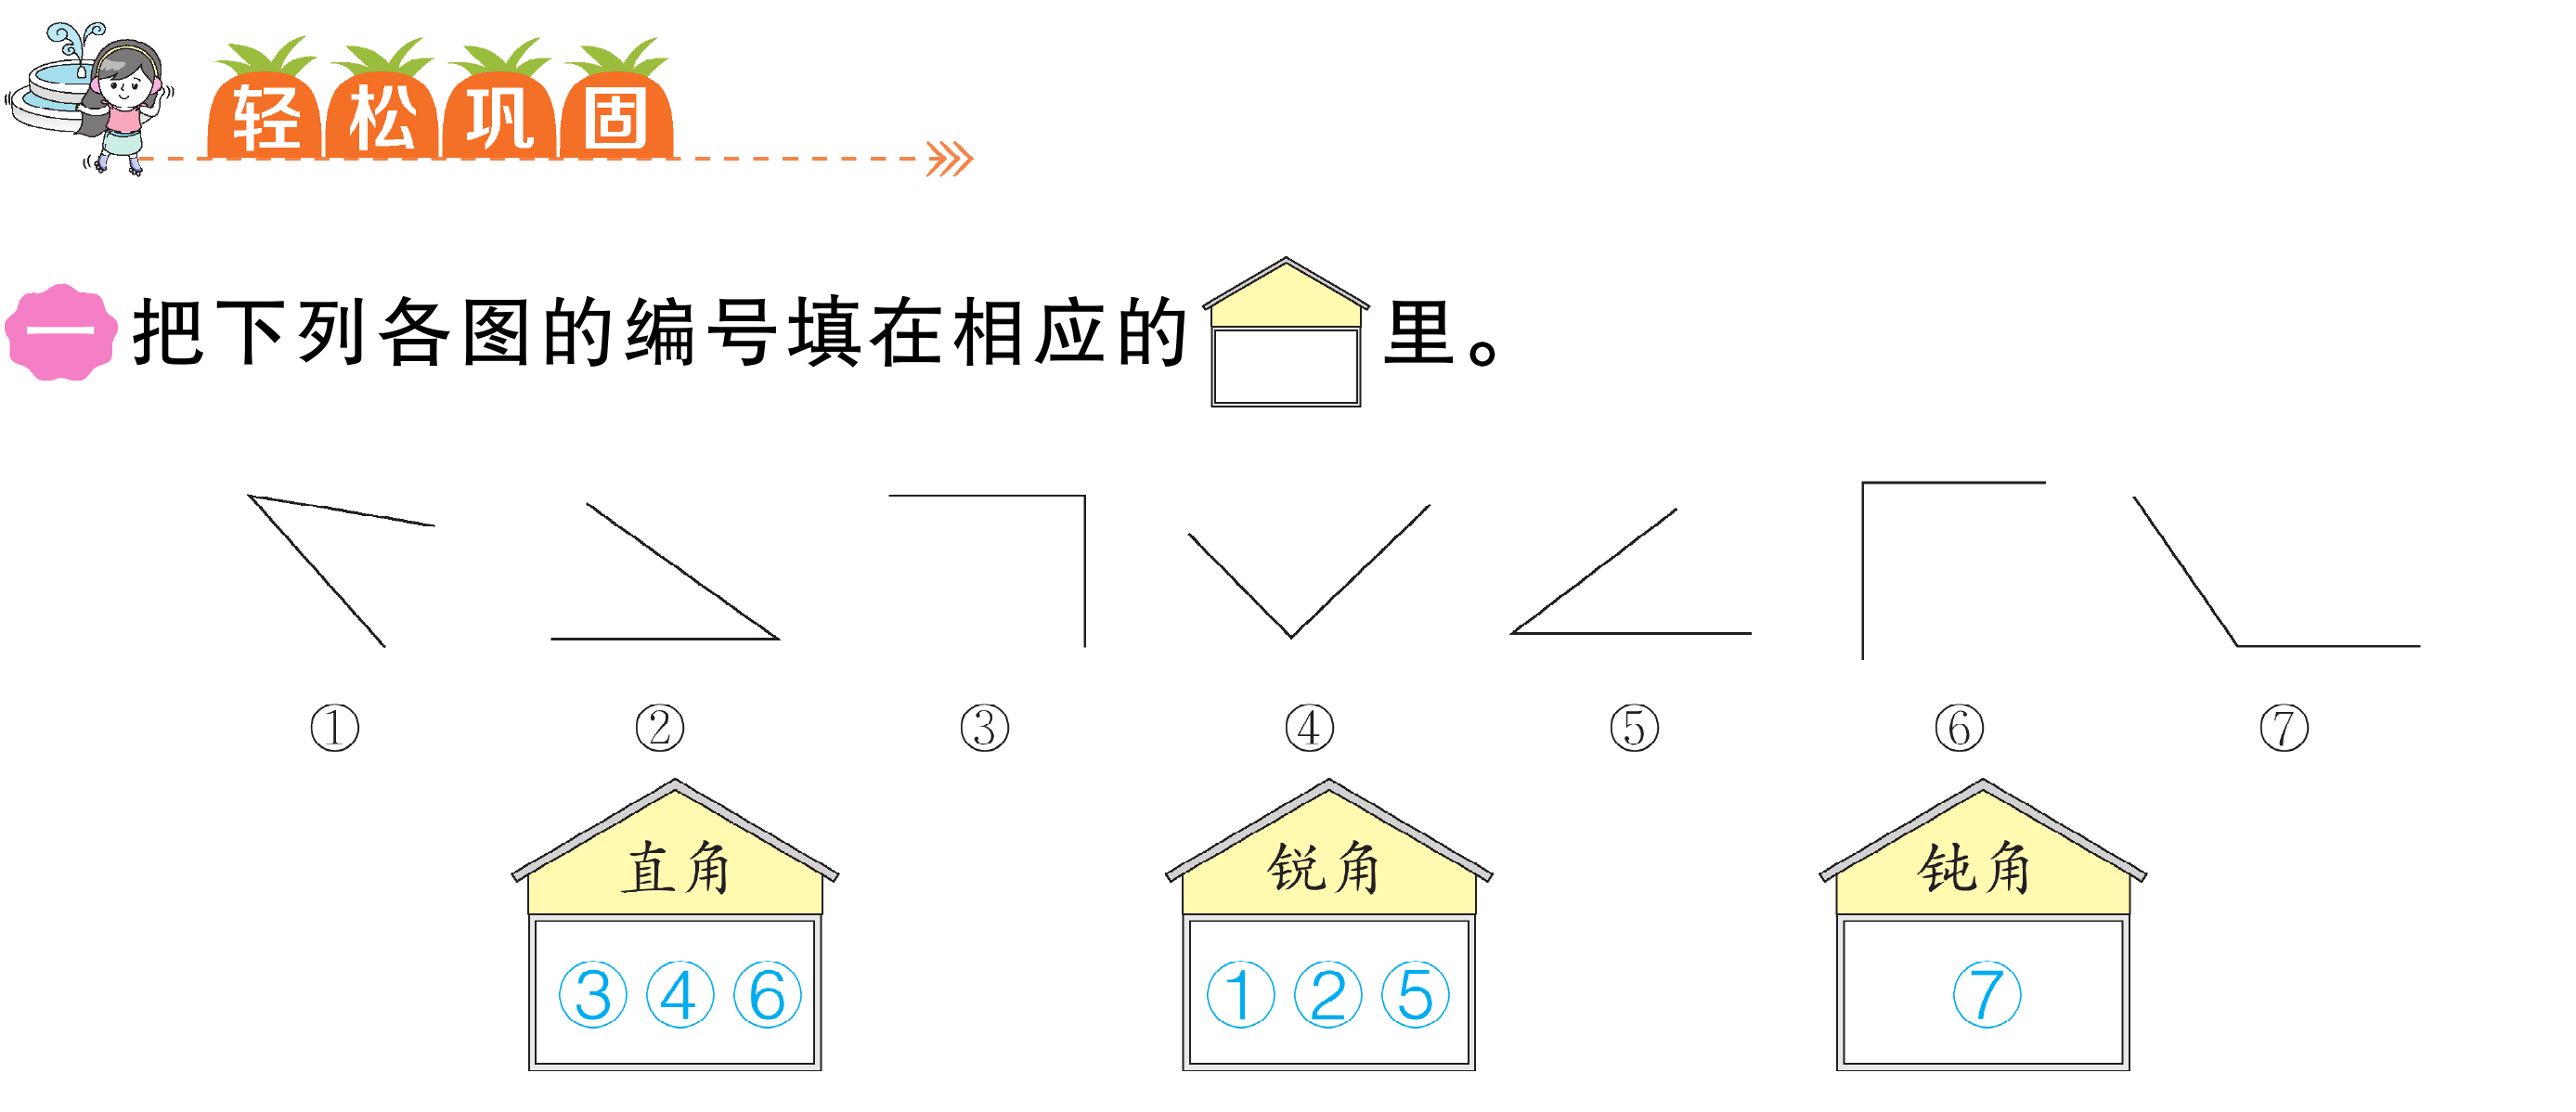 轻松巩固
一 把下列各图的编号填在相应的 里。
① ② ③ ④ ⑤ ⑥ ⑦
直角 锐角 钝角
③④⑥ ①②⑤ ⑦